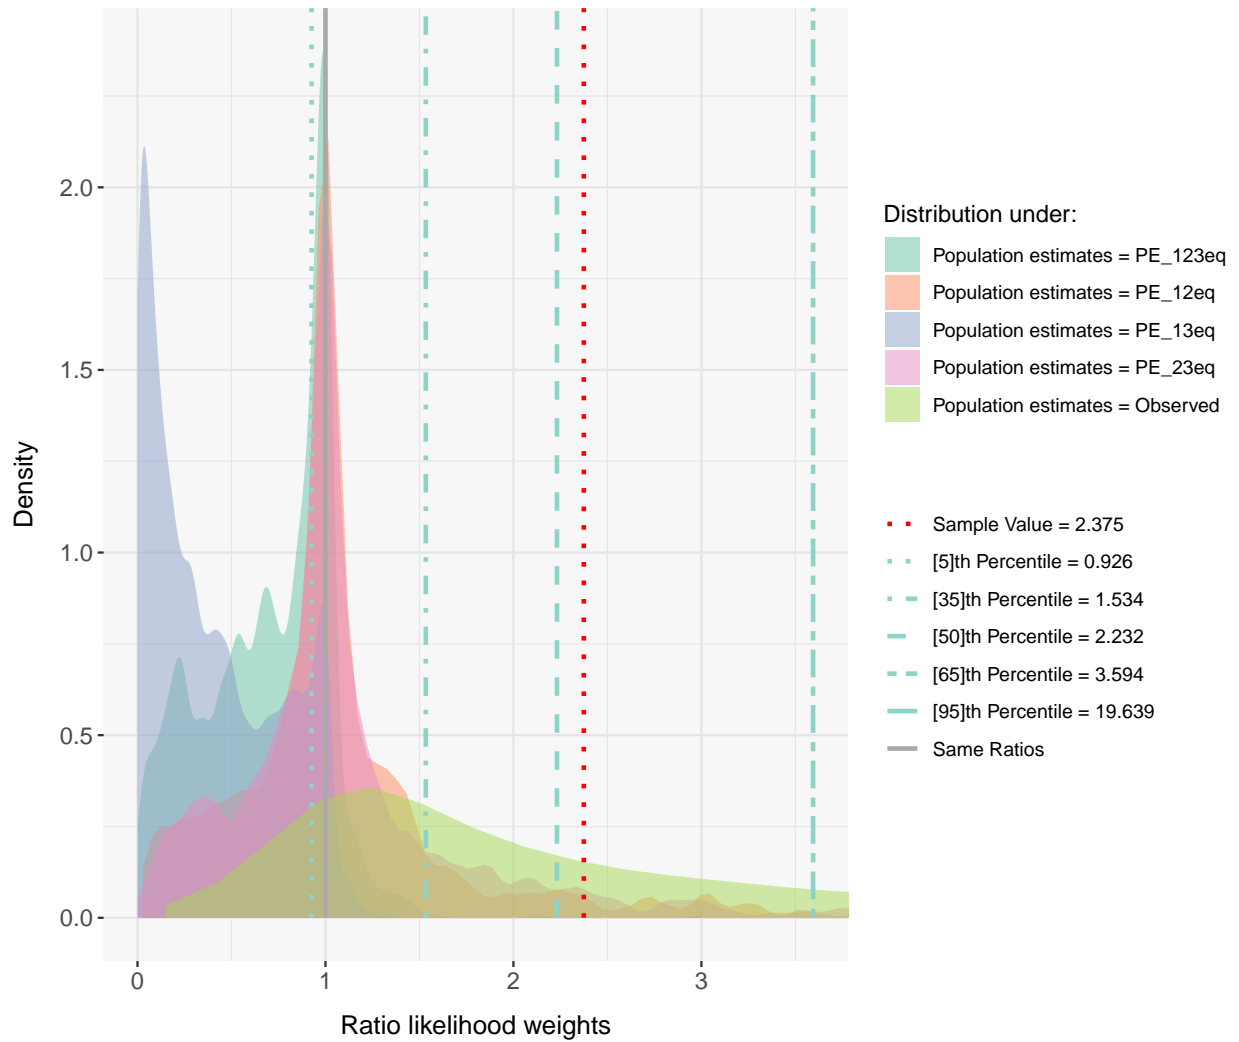 Density
2.0
1.5
1.0
0.5
0.0
0
1
2
3
Ratio likelihood weights
Distribution under:
Population estimates = PE_123eq
Population estimates = PE_12eq
Population estimates = PE_13eq
Population estimates = PE_23eq
Population estimates = Observed
Sample Value = 2.375
[5]th Percentile = 0.926
[35]th Percentile = 1.534
[50]th Percentile = 2.232
[65]th Percentile = 3.594
[95]th Percentile = 19.639
Same Ratios